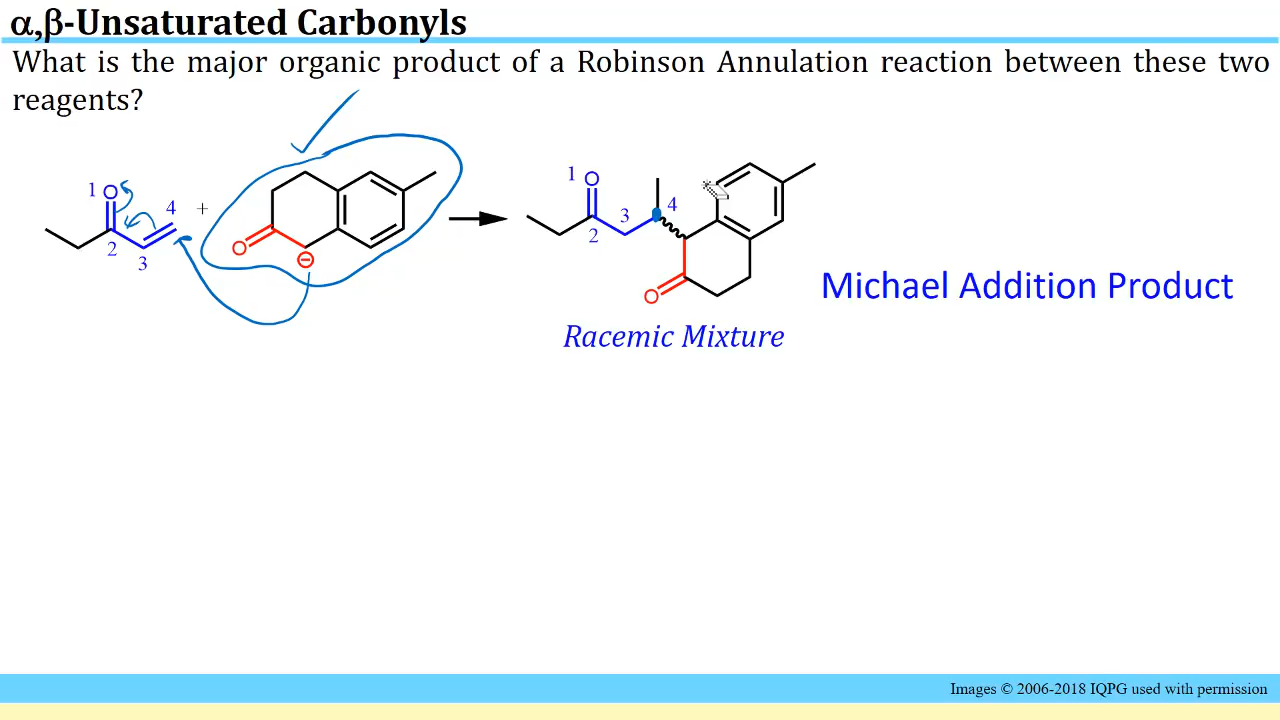 α,β-Unsaturated Carbonyls
What is the major organic product of a Robinson Annulation reaction between these two
reagents?
1 O
4
+
2
3
O
⊖
1 O
3
4
2
O
Michael Addition Product
Racemic Mixture
Images © 2006-2018 IQPG used with permission